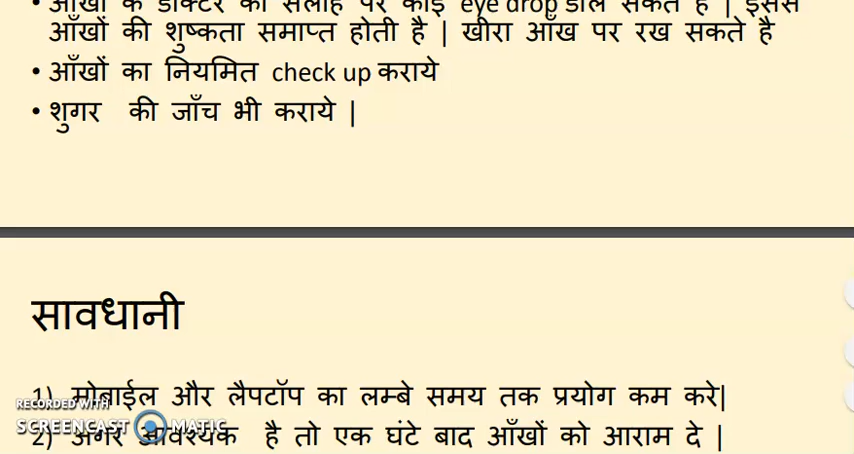 • आँखों के डॉक्टर की सलाह पर कोई eye drop डाल सकते है | इससे
आँखों की शुष्कता समाप्त होती है | खीरा आँख पर रख सकते है
• आँखों का नियमित check up कराये
• शुगर की जाँच भी कराये |
सावधानी
1) मोबाईल और लैपटॉप का लम्बे समय तक प्रयोग कम करे|
RECORDED WITH
SCREENCAST MATIC
2) अगर आवश्यक है तो एक घंटे बाद आँखों को आराम दे |